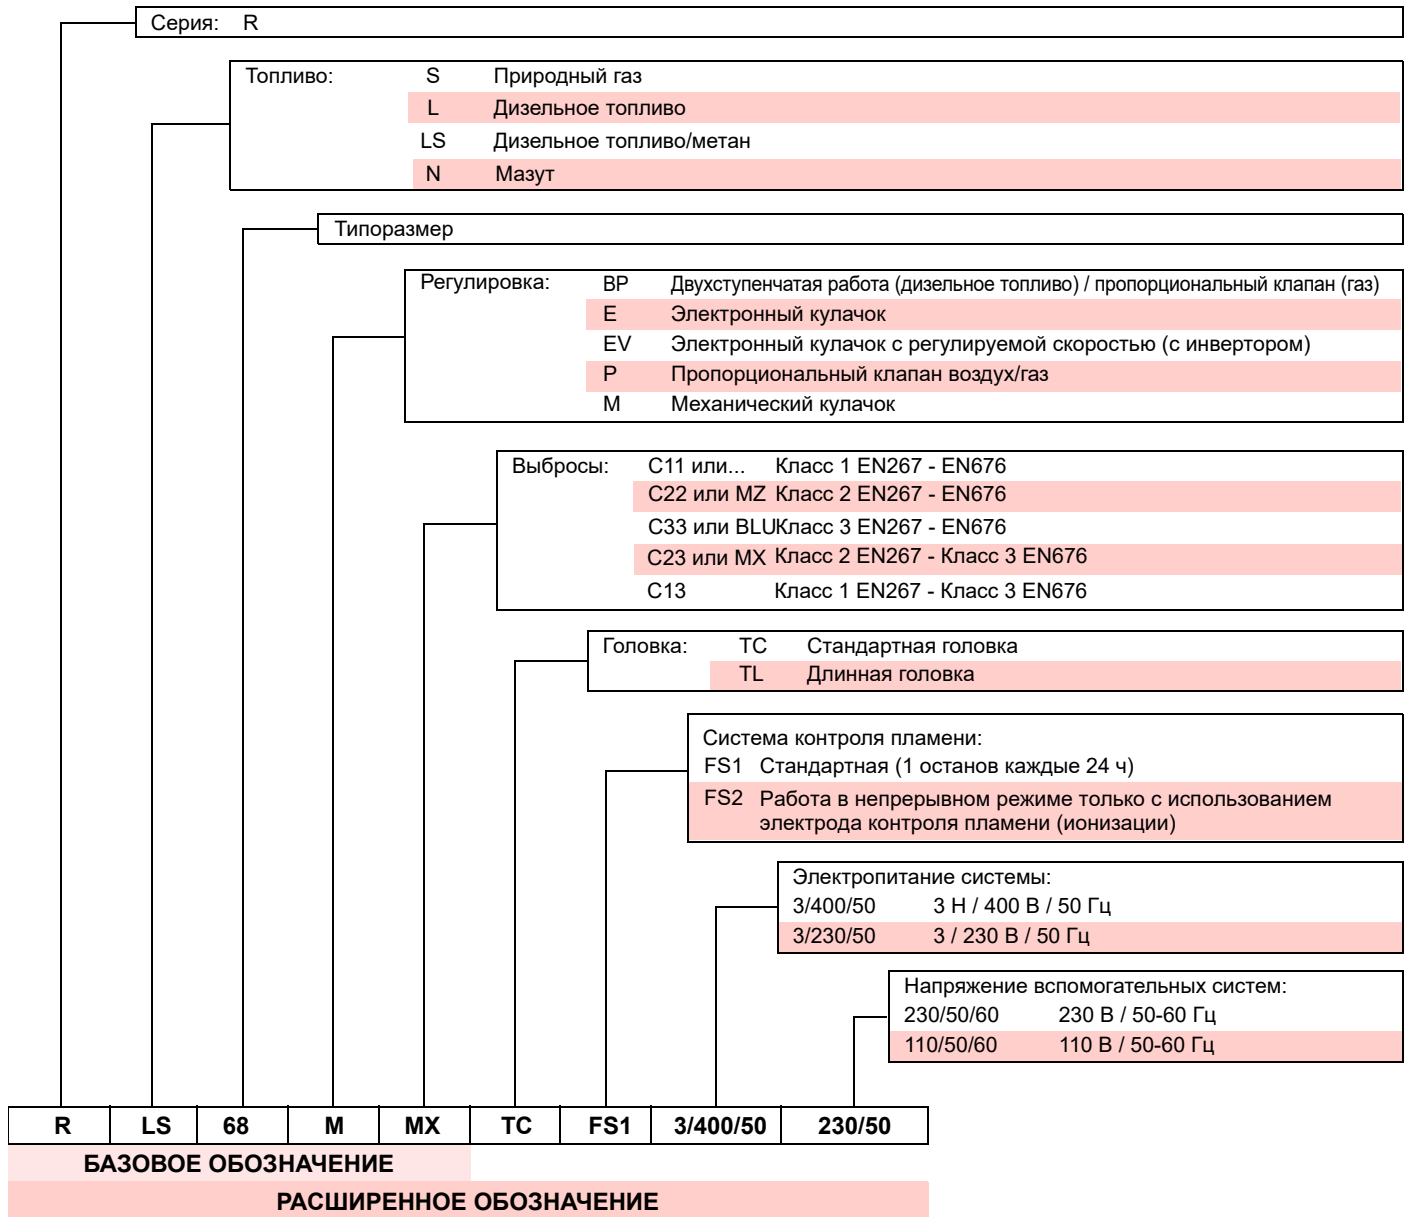 Серия: R
Топливо: S Природный газ
L Дизельное топливо
LS Дизельное топливо/метан
N Мазут
Типоразмер
Регулировка: BP Двухступенчатая работа (дизельное топливо) / пропорциональный клапан (газ)
E Электронный кулачок
EV Электронный кулачок с регулируемой скоростью (с инвертором)
P Пропорциональный клапан воздух/газ
M Механический кулачок
Выбросы: C11 или... Класс 1 EN267 - EN676
C22 или MZ Класс 2 EN267 - EN676
C33 или BLU Класс 3 EN267 - EN676
C23 или MX Класс 2 EN267 - Класс 3 EN676
C13 Класс 1 EN267 - Класс 3 EN676
Головка: TC Стандартная головка
TL Длинная головка
Система контроля пламени:
FS1 Стандартная (1 останов каждые 24 ч)
FS2 Работа в непрерывном режиме только с использованием
электрода контроля пламени (ионизации)
Электропитание системы:
3/400/50 3 Н / 400 В / 50 Гц
3/230/50 3 / 230 В / 50 Гц
Напряжение вспомогательных систем:
230/50/60 230 В / 50-60 Гц
110/50/60 110 В / 50-60 Гц
R LS 68 M MX TC FS1 3/400/50 230/50
БАЗОВОЕ ОБОЗНАЧЕНИЕ
РАСШИРЕННОЕ ОБОЗНАЧЕНИЕ